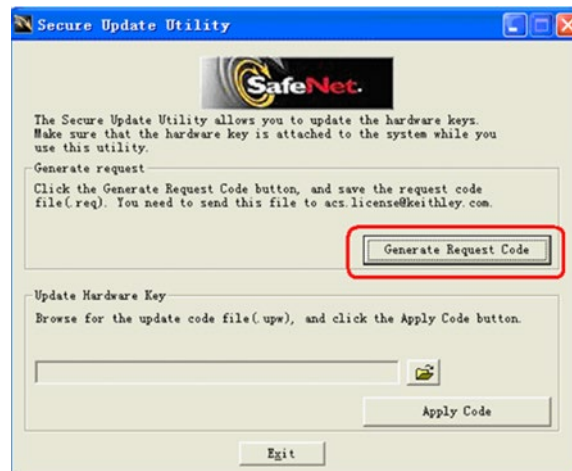 Secure Update Utility
SafeNet.
The Secure Update Utility allows you to update the hardware keys.
Make sure that the hardware key is attached to the system while you
use this utility.
Generate request
Click the Generate Request Code button, and save the request code
file(.req). You need to send this file to acs.license@keithley.com.
Generate Request Code
Update Hardware Key
Browse for the update code file(.upw), and click the Apply Code button.
Apply Code
Exit